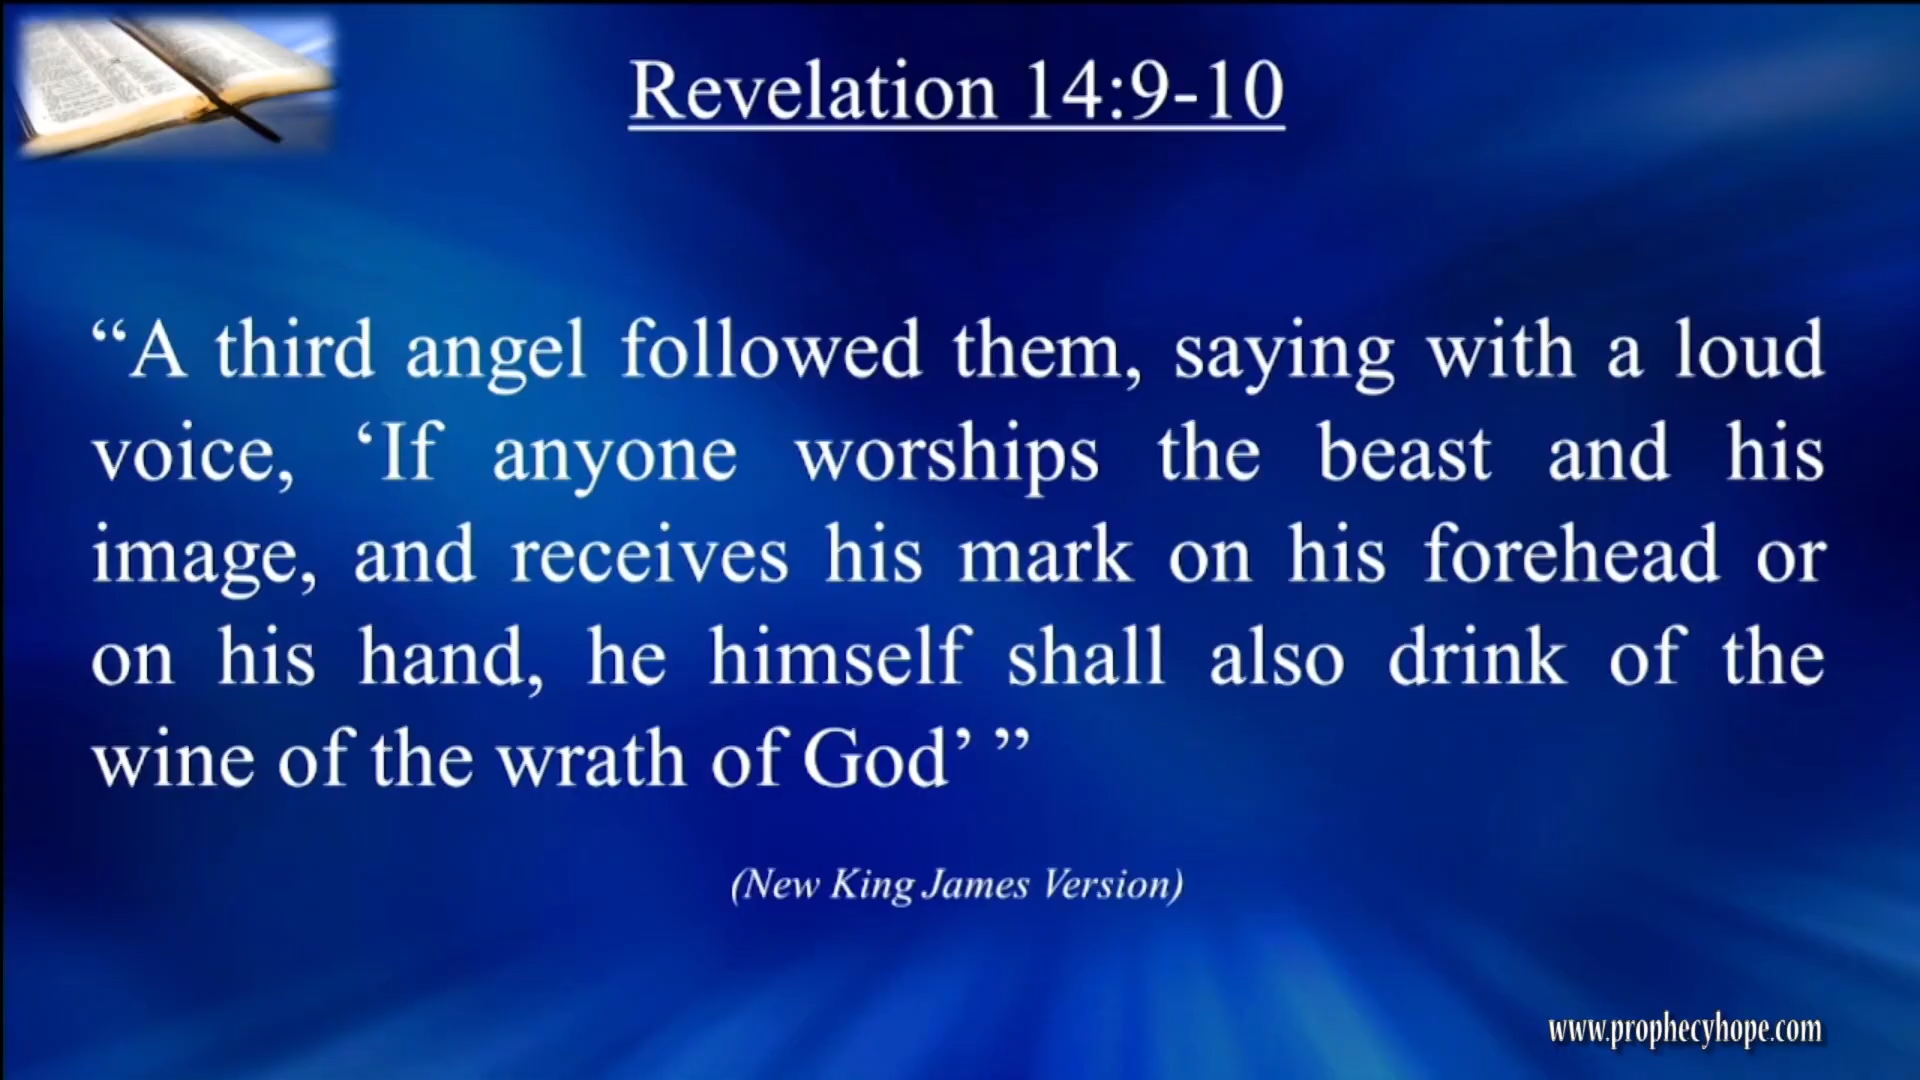 Revelation 14:9-10
“A third angel followed them, saying with a loud
voice, ‘If anyone worships the beast and his
image, and receives his mark on his forehead or
on his hand, he himself shall also drink of the
wine of the wrath of God’ ”
(New King James Version)
www.prophecyhope.com